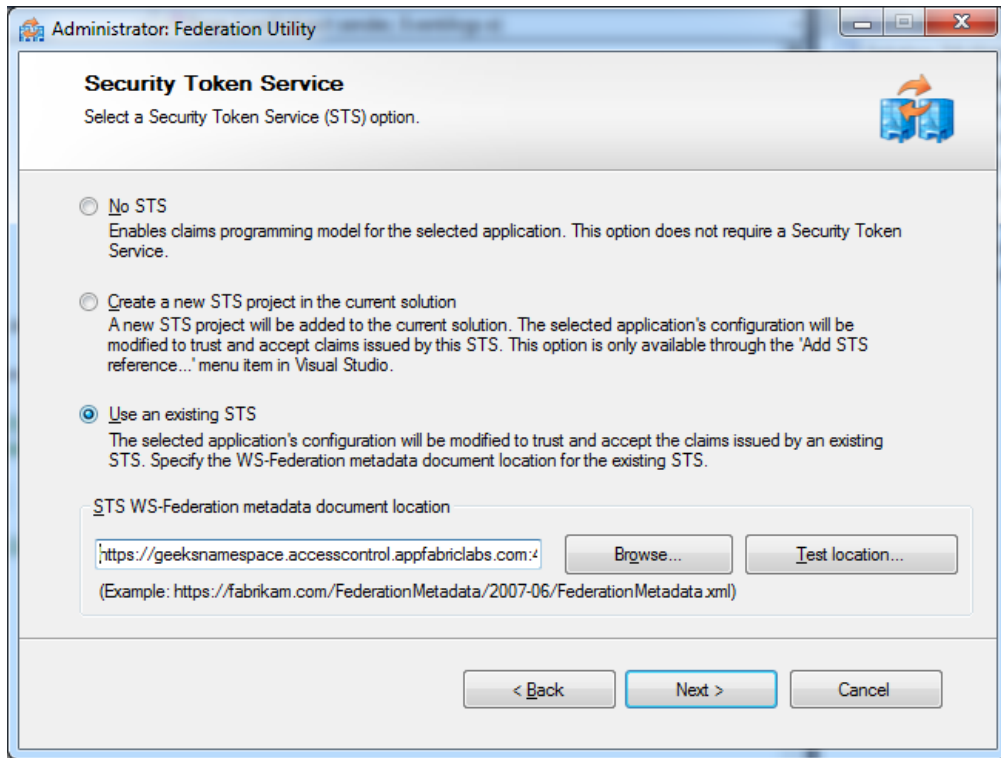 Administrator: Federation Utility
Security Token Service
Select a Security Token Service (STS) option.
No STS
Enables claims programming model for the selected application. This option does not require a Security Token
Service.
Create a new STS project in the current solution
A new STS project will be added to the current solution. The selected application's configuration will be
modified to trust and accept claims issued by this STS. This option is only available through the 'Add STS
reference...' menu item in Visual Studio.
Use an existing STS
The selected application's configuration will be modified to trust and accept the claims issued by an existing
STS. Specify the WS-Federation metadata document location for the existing STS.
STS WS-Federation metadata document location
https://geeksnamespace.accesscontrol.appfabriclabs.com:4
Browse...
Test location...
(Example: https://fabrikam.com/FederationMetadata/2007-06/FederationMetadata.xml)
< Back
Next >
Cancel